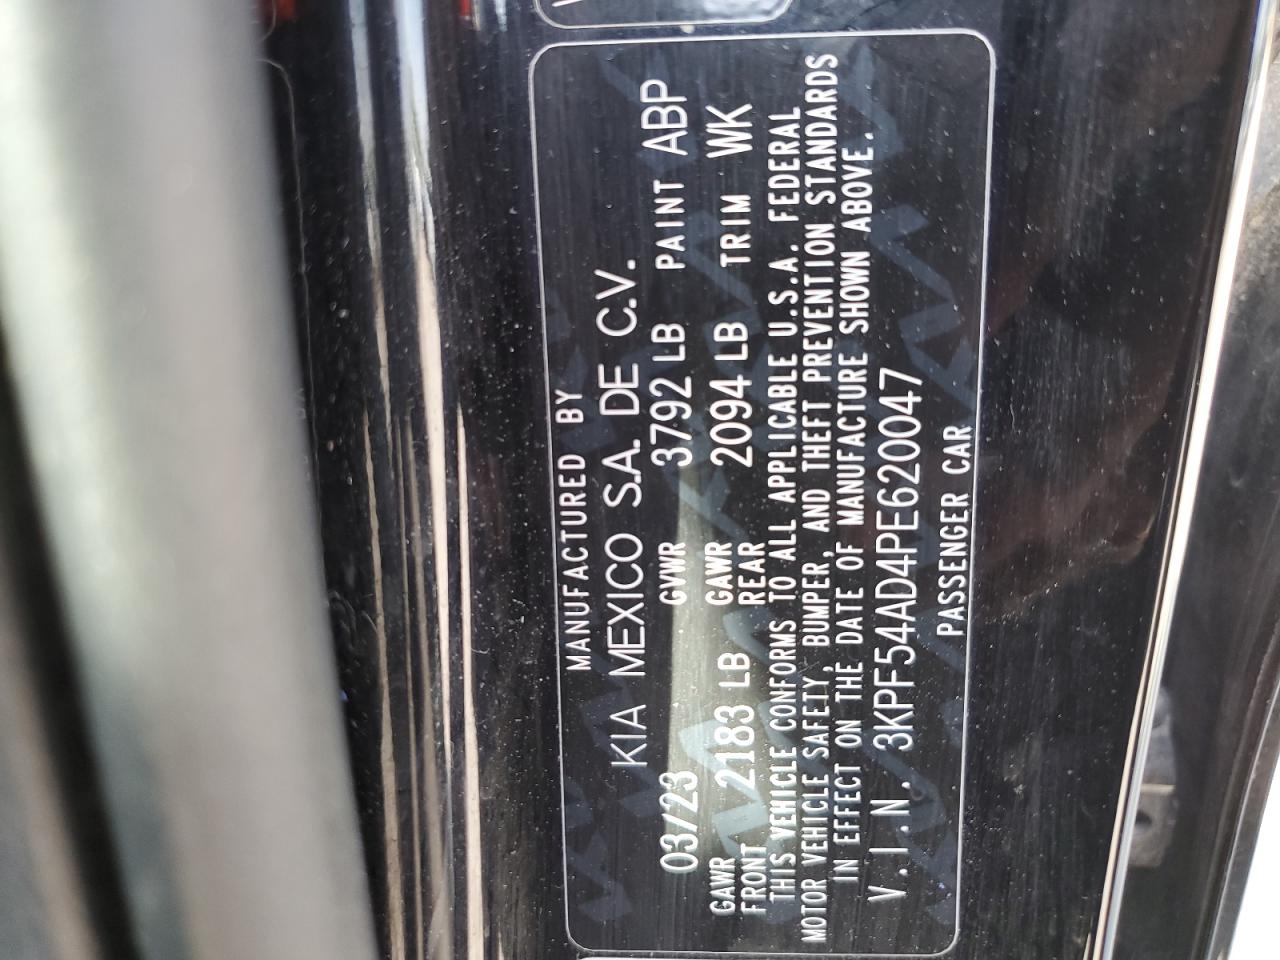 MANUFACTURED BY
KIA MEXICO S.A. DE C.V.
03/23 GVWR 3792 LB PAINT ABP
GAWR FRONT 2183 LB GAWR REAR 2094 LB TRIM WK
THIS VEHICLE CONFORMS TO ALL APPLICABLE U.S.A. FEDERAL
MOTOR VEHICLE SAFETY, BUMPER, AND THEFT PREVENTION STANDARDS
IN EFFECT ON THE DATE OF MANUFACTURE SHOWN ABOVE.
V.I.N. 3KPF54AD4PE620047
PASSENGER CAR